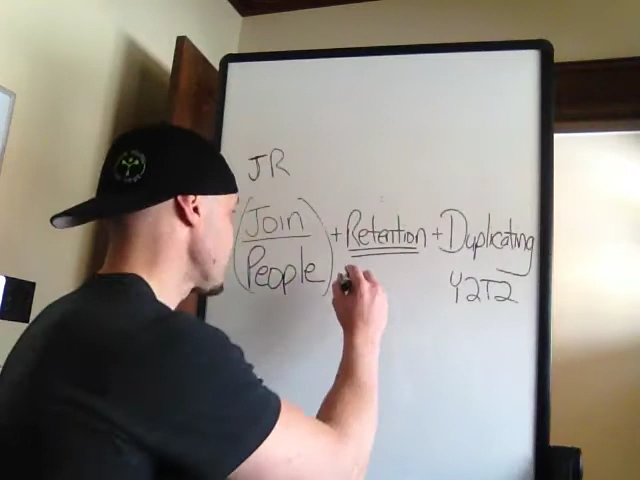 JR
(Join + Retention + Duplicating
People)
Y2T2